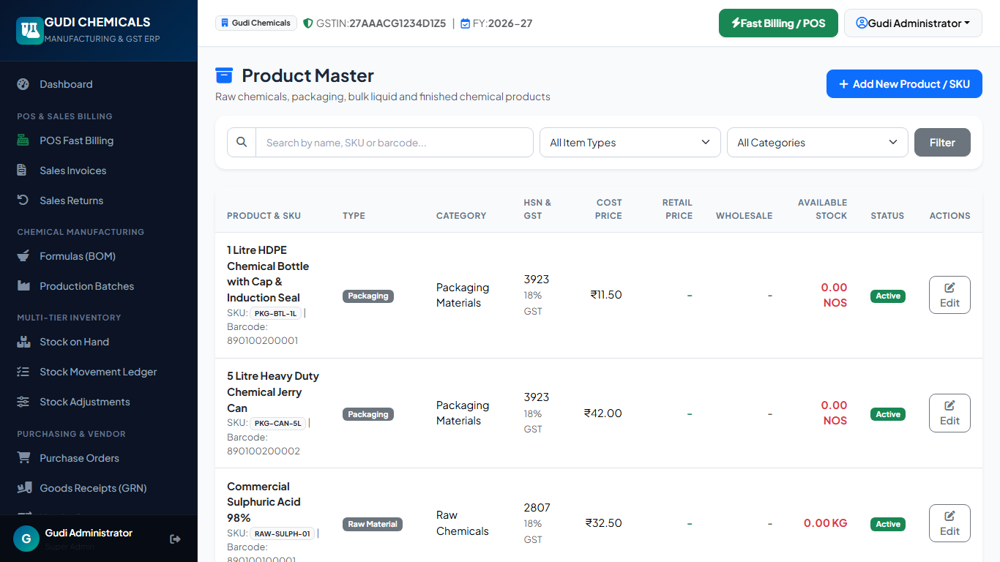 GUDI CHEMICALS
MANUFACTURING & GST ERP
Dashboard
POS & SALES BILLING
POS Fast Billing
Sales Invoices
Sales Returns
CHEMICAL MANUFACTURING
Formulas (BOM)
Production Batches
MULTI-TIER INVENTORY
Stock on Hand
Stock Movement Ledger
Stock Adjustments
PURCHASING & VENDOR
Purchase Orders
Goods Receipts (GRN)
G
Gudi Administrator
Super Admin
Gudi Chemicals
GSTIN:27AAACG1234D1Z5 | FY:2026-27
Fast Billing / POS
Gudi Administrator
Product Master
Raw chemicals, packaging, bulk liquid and finished chemical products
+ Add New Product / SKU
Search by name, SKU or barcode...
All Item Types
All Categories
Filter
PRODUCT & SKU
TYPE
CATEGORY
HSN &
GST
COST
PRICE
RETAIL
PRICE
WHOLESALE
AVAILABLE
STOCK
STATUS
ACTIONS
1 Litre HDPE
Chemical Bottle
with Cap &
Induction Seal
SKU: PKG-BTL-1L |
Barcode:
890100200001
Packaging
Packaging
Materials
3923
18%
GST
₹11.50
-
-
0.00
NOS
Active
Edit
5 Litre Heavy Duty
Chemical Jerry
Can
SKU: PKG-CAN-5L |
Barcode:
890100200002
Packaging
Packaging
Materials
3923
18%
GST
₹42.00
-
-
0.00
NOS
Active
Edit
Commercial
Sulphuric Acid
98%
SKU: RAW-SULPH-01 |
Barcode:
890100100001
Raw Material
Raw
Chemicals
2807
18%
GST
₹32.50
-
-
0.00 KG
Active
Edit